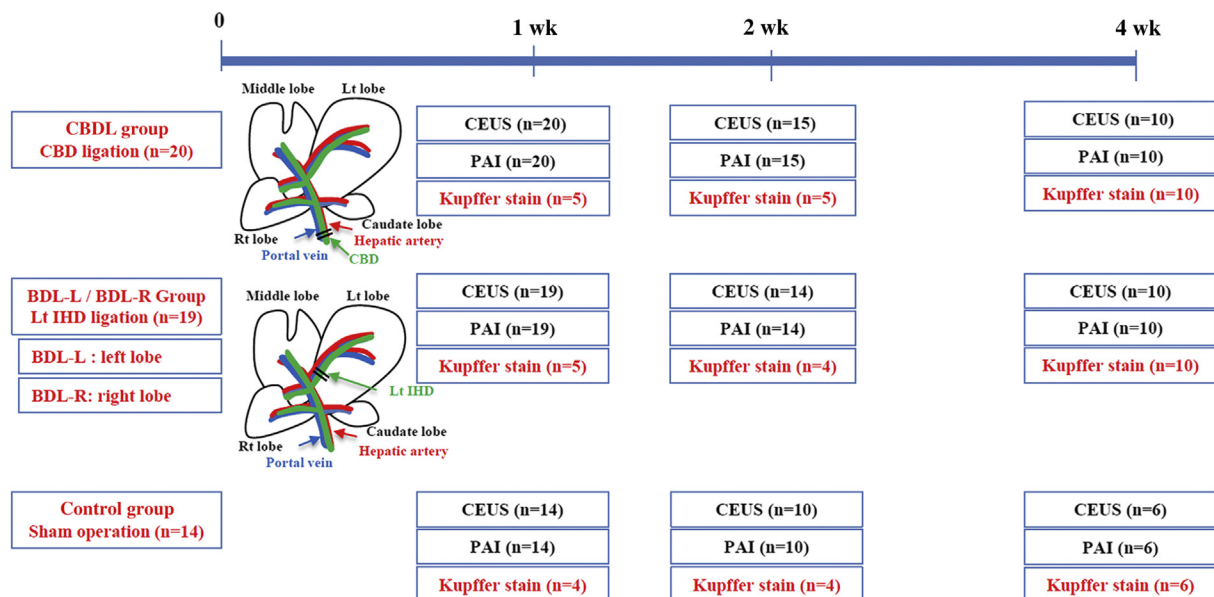 0
1 wk
2 wk
4 wk
CBDL group
CBD ligation (n=20)
Middle lobe
Lt lobe
Rt lobe
Caudate lobe
Hepatic artery
Portal vein
CBD
CEUS (n=20)
PAI (n=20)
Kupffer stain (n=5)
CEUS (n=15)
PAI (n=15)
Kupffer stain (n=5)
CEUS (n=10)
PAI (n=10)
Kupffer stain (n=10)
BDL-L / BDL-R Group
Lt IHD ligation (n=19)
BDL-L : left lobe
BDL-R: right lobe
Middle lobe
Lt lobe
Lt IHD
Rt lobe
Caudate lobe
Hepatic artery
Portal vein
CEUS (n=19)
PAI (n=19)
Kupffer stain (n=5)
CEUS (n=14)
PAI (n=14)
Kupffer stain (n=4)
CEUS (n=10)
PAI (n=10)
Kupffer stain (n=10)
Control group
Sham operation (n=14)
CEUS (n=14)
PAI (n=14)
Kupffer stain (n=4)
CEUS (n=10)
PAI (n=10)
Kupffer stain (n=4)
CEUS (n=6)
PAI (n=6)
Kupffer stain (n=6)